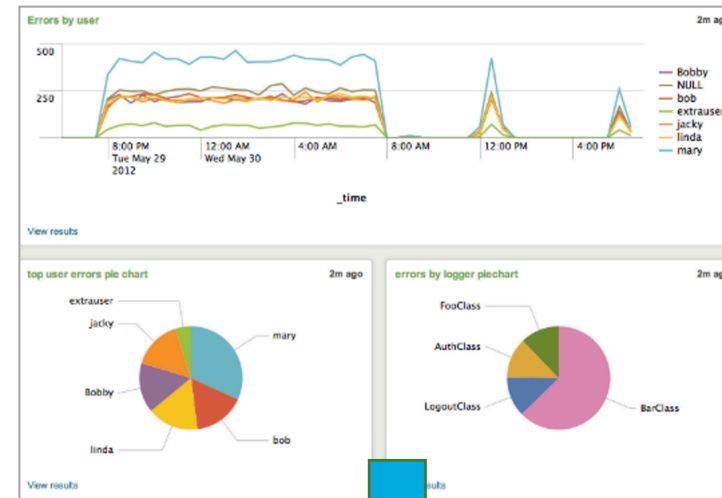 Errors by user
2m ag
500
250
8:00 PM
Tue May 29
2012
12:00 AM
Wed May 30
4:00 AM
8:00 AM
12:00 PM
4:00 PM
_time
Bobby
NULL
bob
extrauser
jacky
linda
mary
View results
top user errors pie chart
2m ago
extrauser
jacky
mary
Bobby
bob
linda
View results
errors by logger piechart
2m ag
FooClass
AuthClass
LogoutClass
BarClass